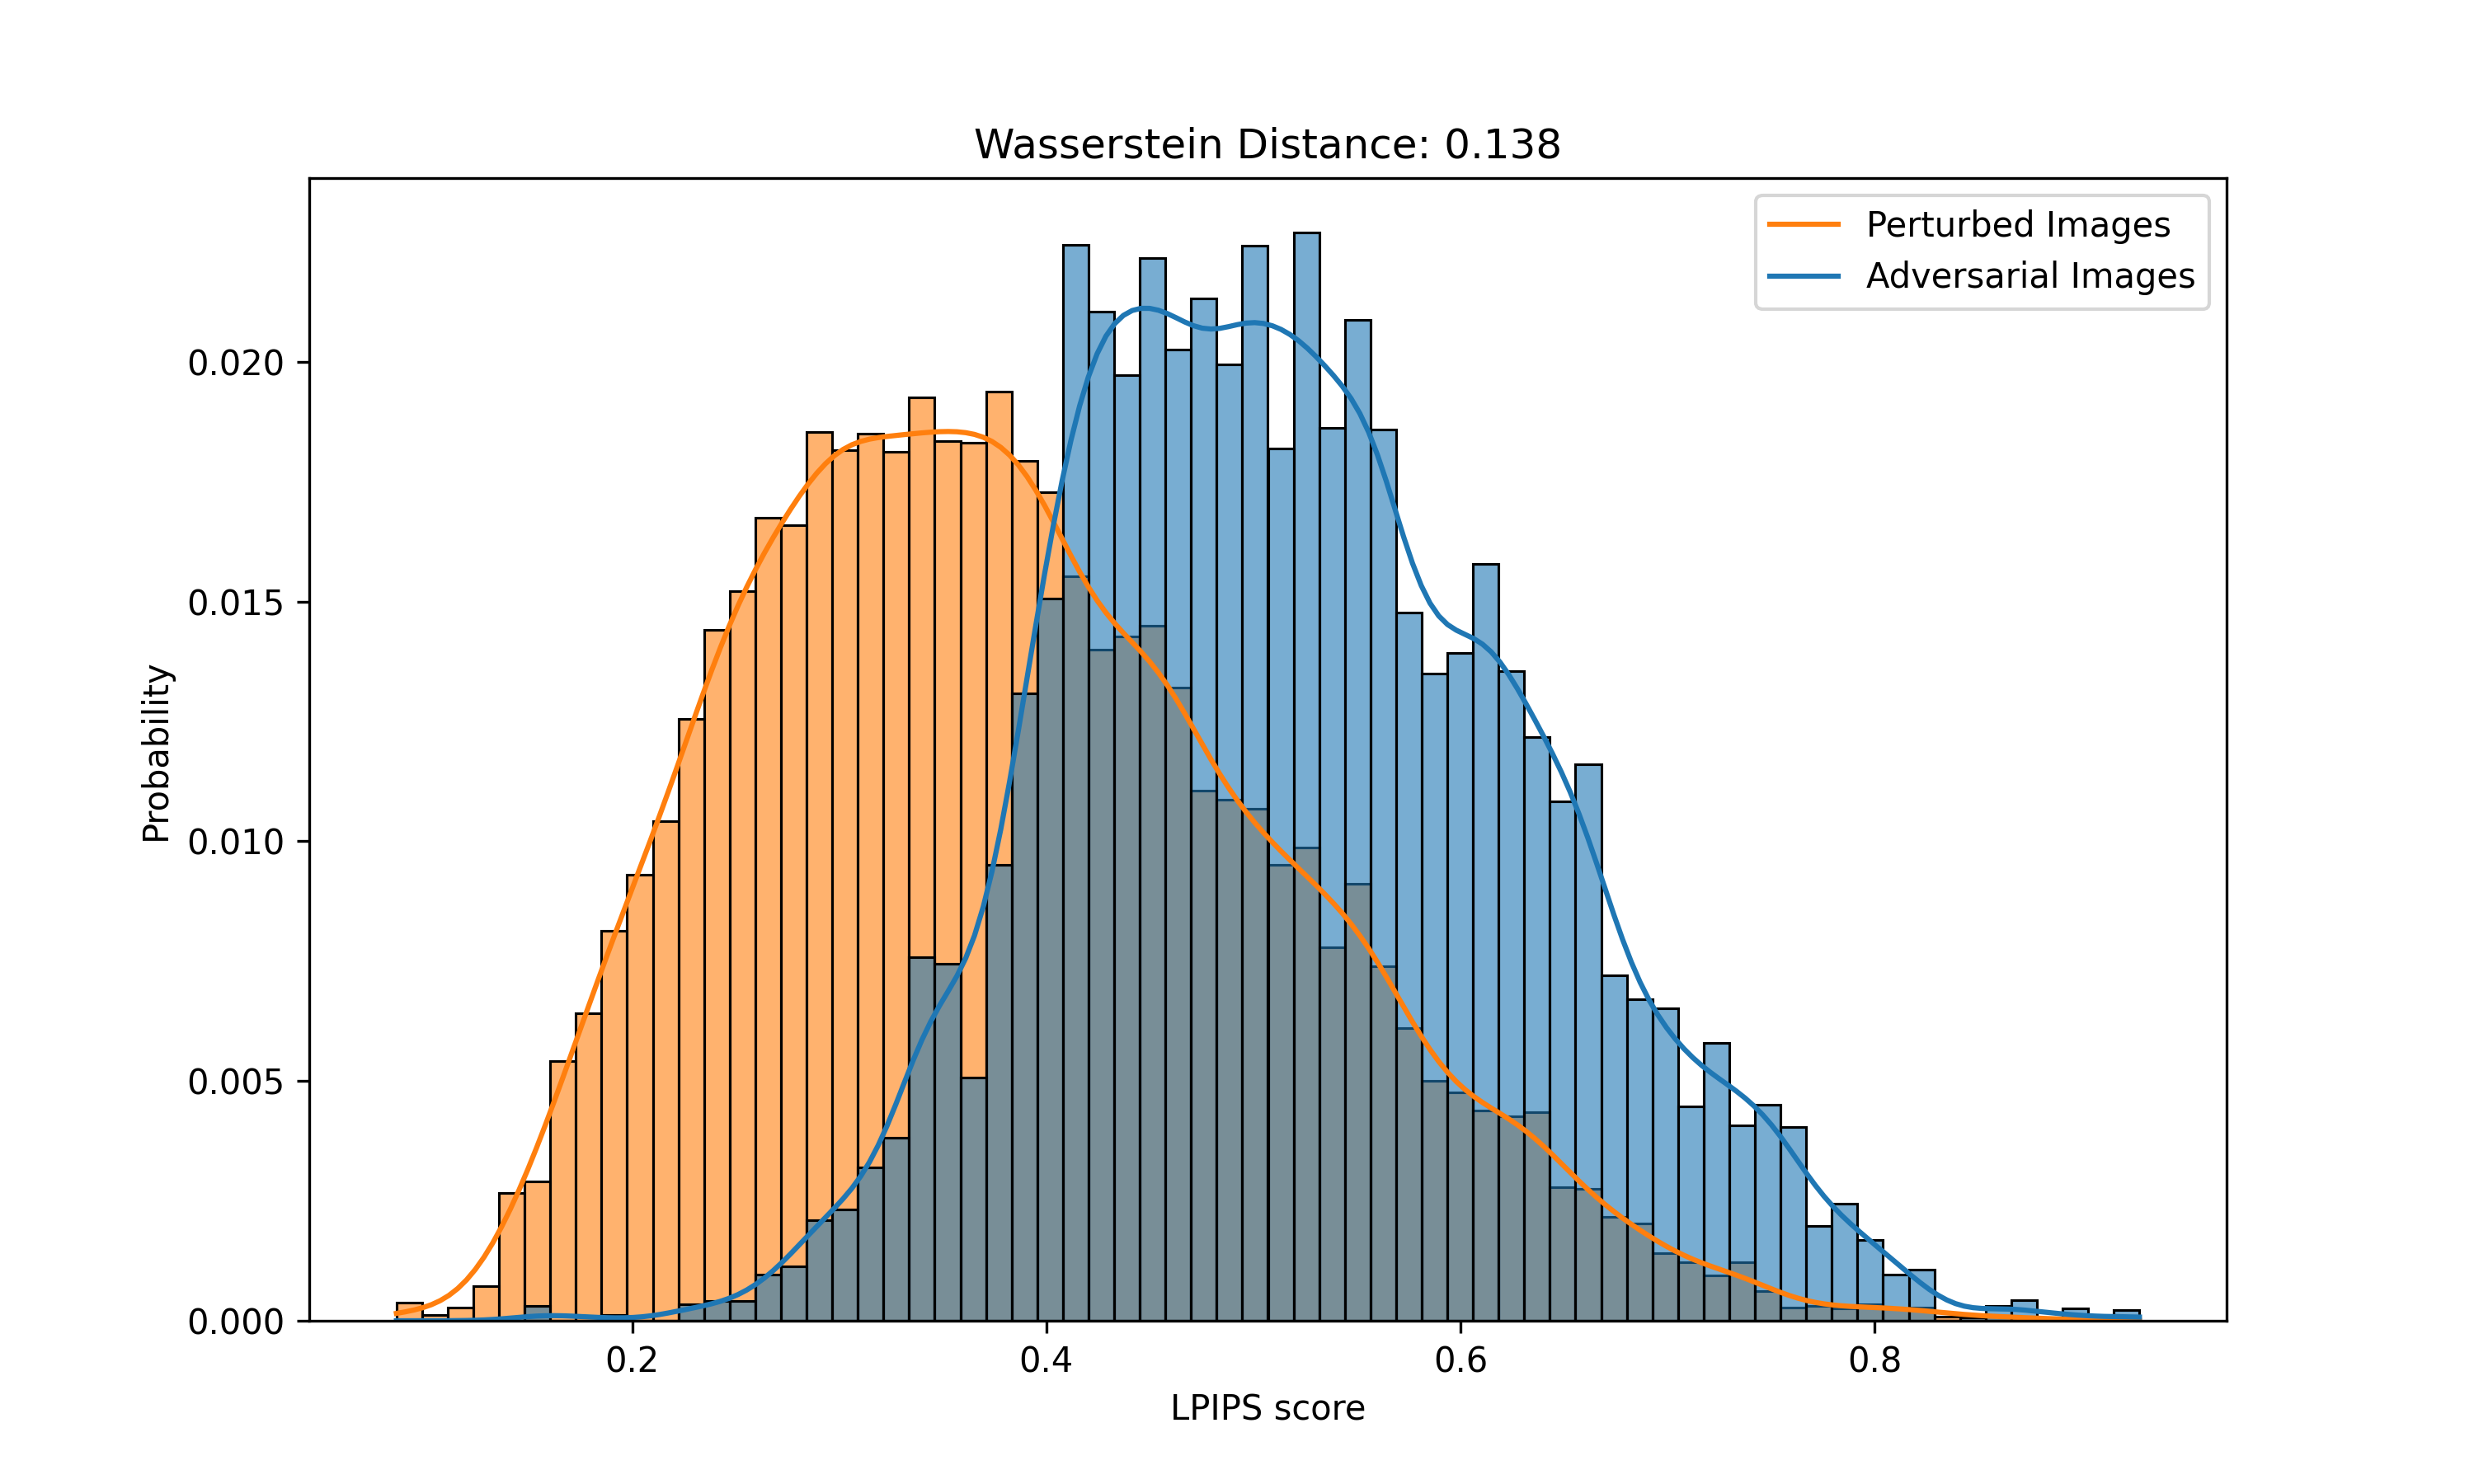 Wasserstein Distance: 0.138
Perturbed Images
Adversarial Images
Probability
0.020
0.015
0.010
0.005
0.000
0.2 0.4 0.6 0.8
LPIPS score